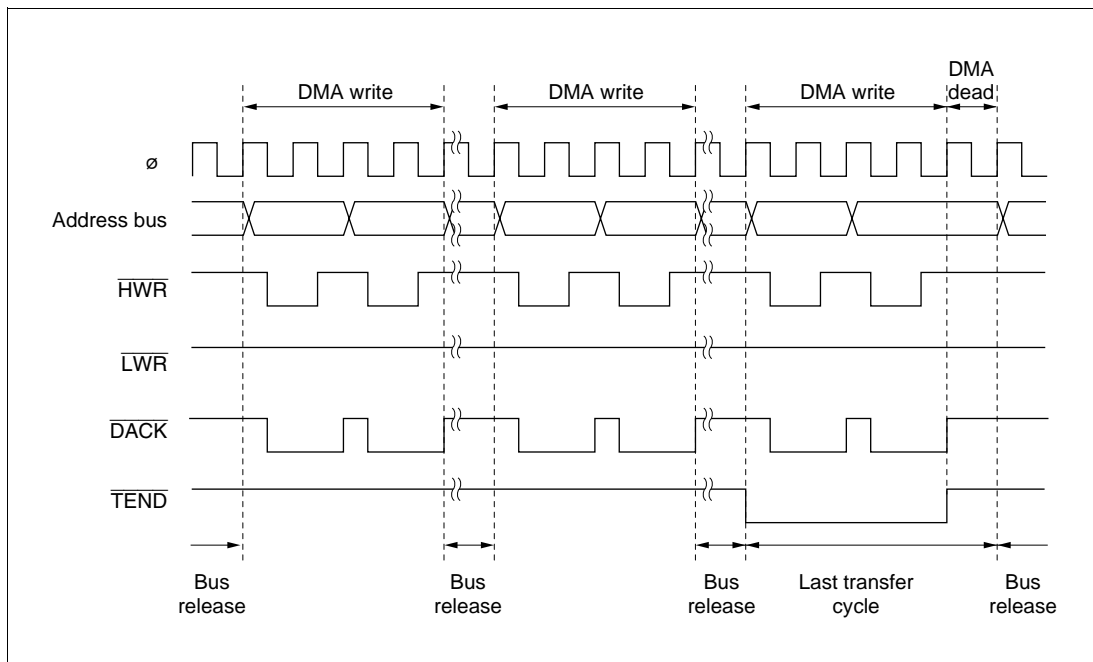 DMA
dead
DMA write DMA write DMA write
ø
Address bus
HWR
LWR
DACK
TEND
Bus release
Bus release
Bus release
Last transfer cycle
Bus release